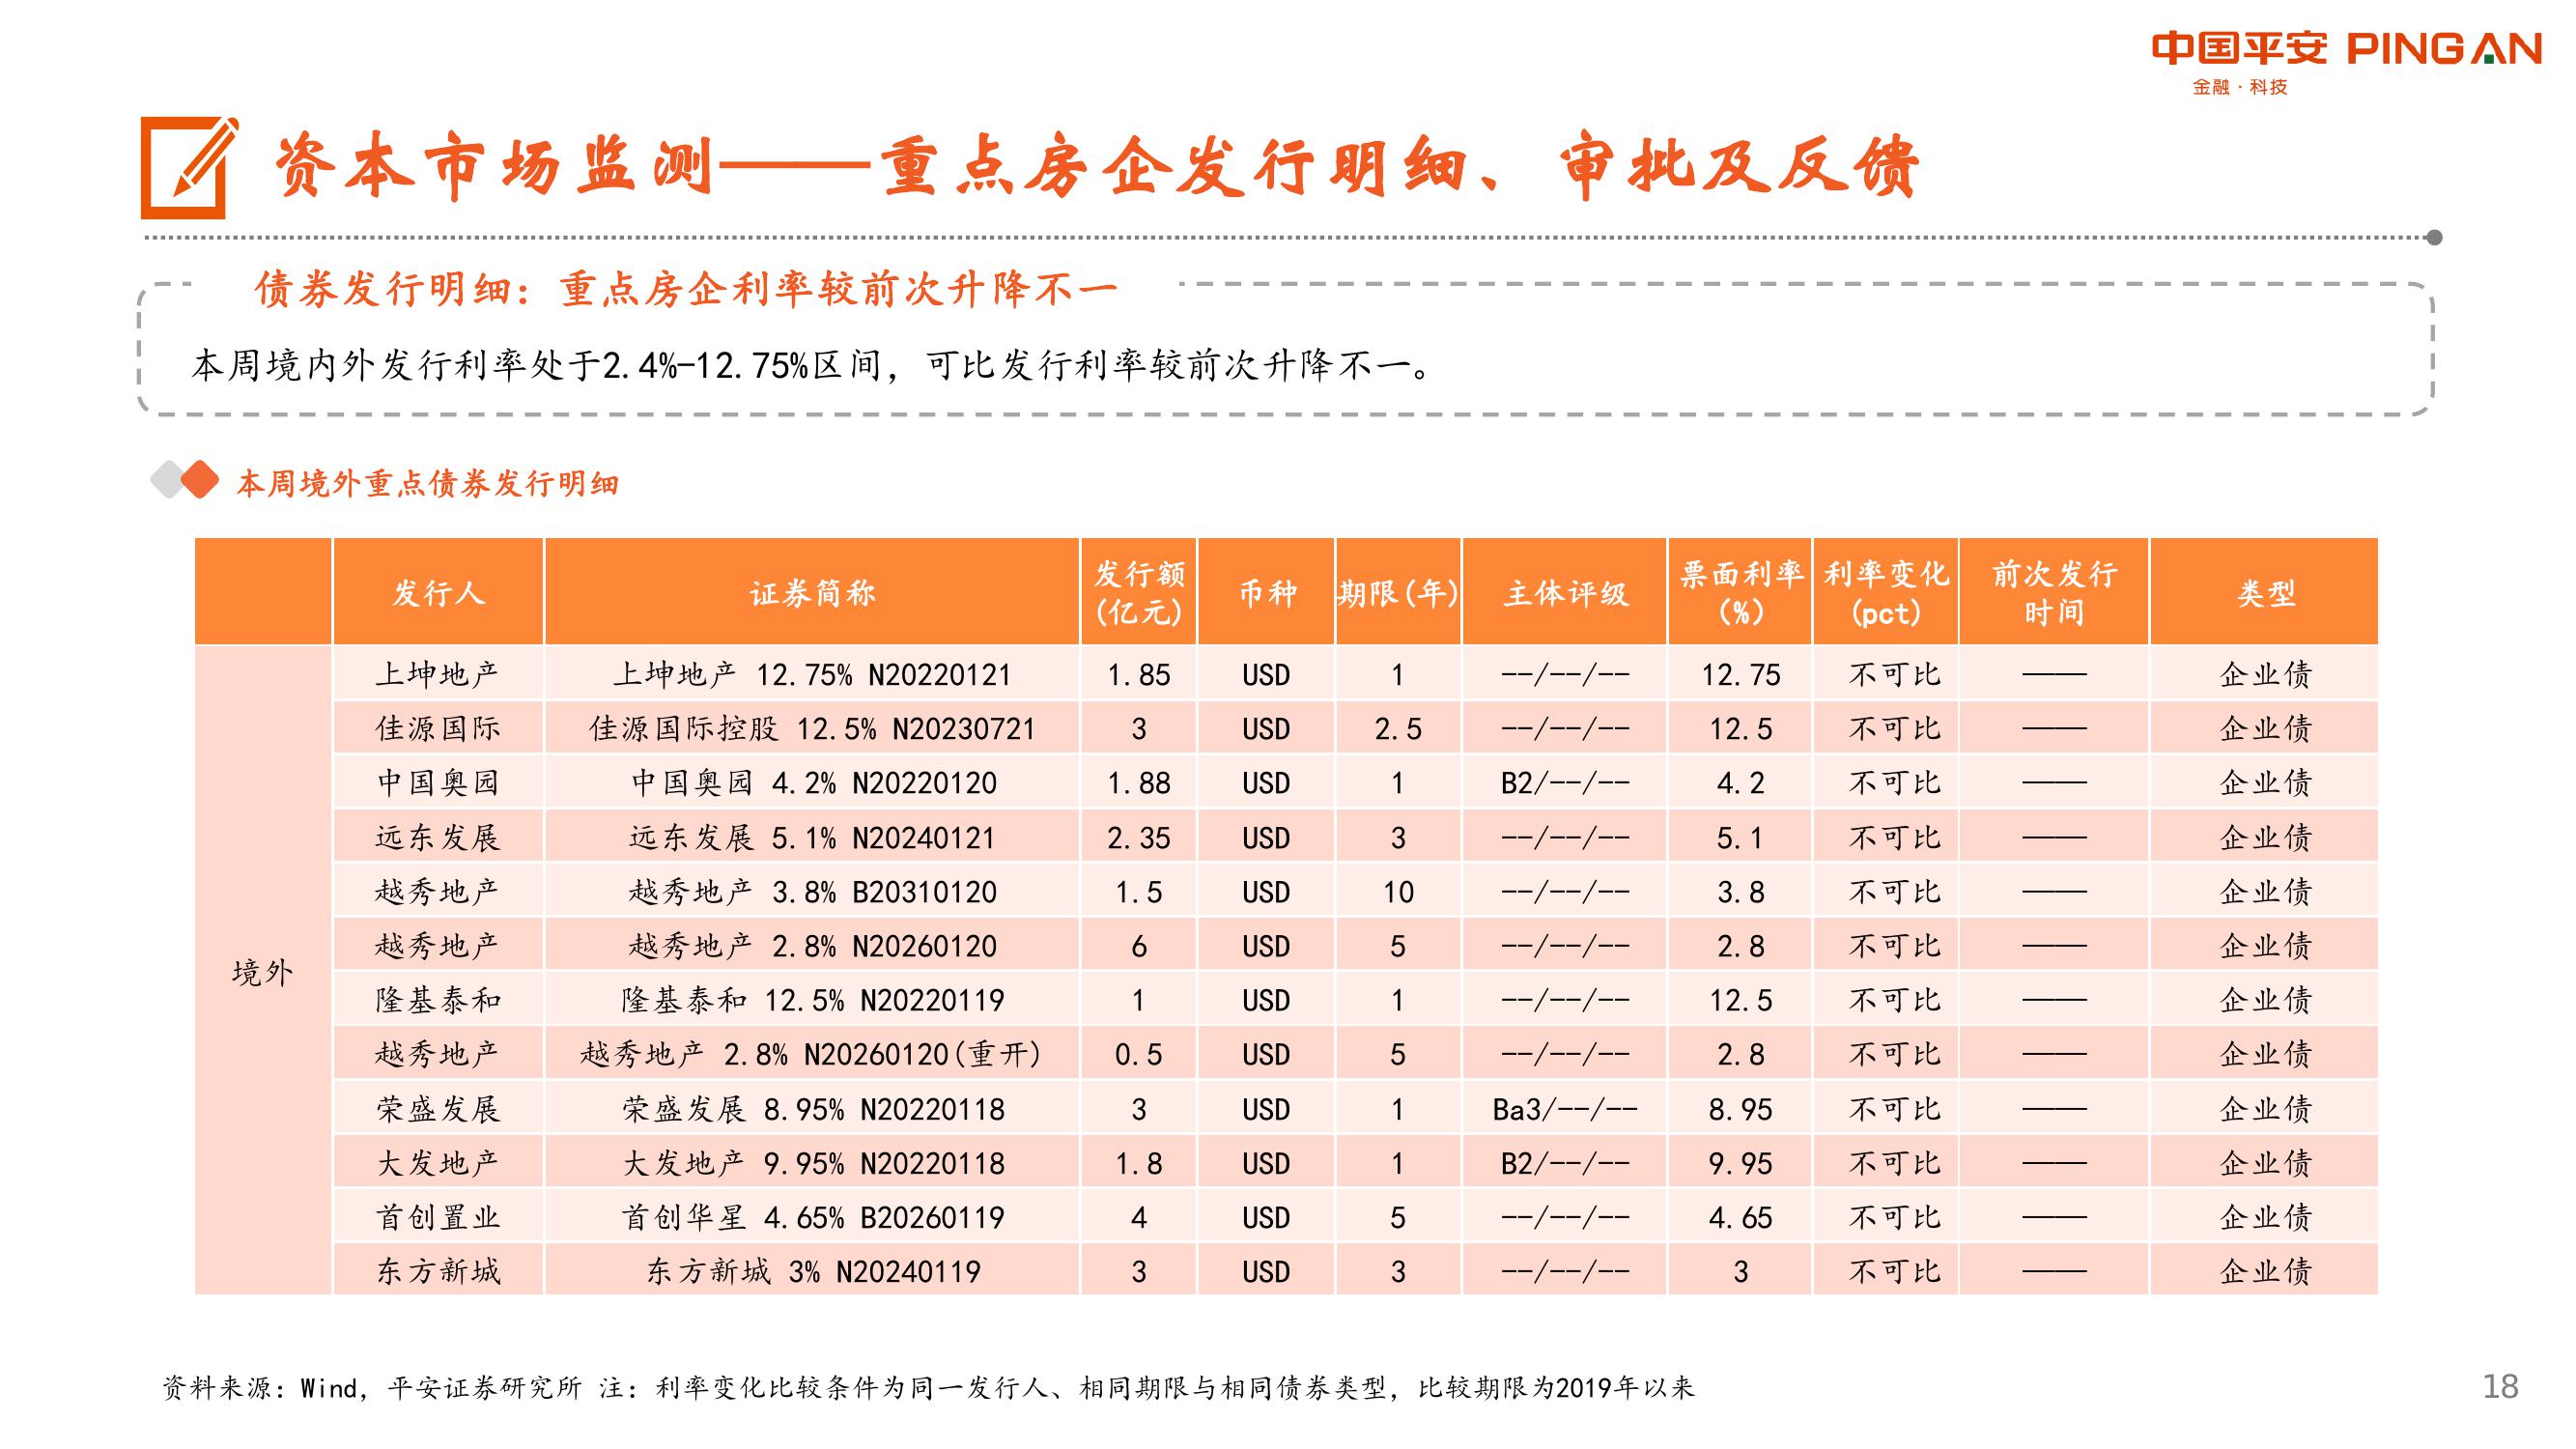 中国平安 PINGAN
金融·科技
资本市场监测——重点房企发行明细、审批及反馈
债券发行明细：重点房企利率较前次升降不一
本周境内外发行利率处于2.4%-12.75%区间，可比发行利率较前次升降不一。
本周境外重点债券发行明细
发行人 证券简称 发行额(亿元) 币种 期限(年) 主体评级 票面利率(%) 利率变化(pct) 前次发行时间 类型
境外
上坤地产 上坤地产 12.75% N20220121 1.85 USD 1 --/--/-- 12.75 不可比 —— 企业债
佳源国际 佳源国际控股 12.5% N20230721 3 USD 2.5 --/--/-- 12.5 不可比 —— 企业债
中国奥园 中国奥园 4.2% N20220120 1.88 USD 1 B2/--/-- 4.2 不可比 —— 企业债
远东发展 远东发展 5.1% N20240121 2.35 USD 3 --/--/-- 5.1 不可比 —— 企业债
越秀地产 越秀地产 3.8% B20310120 1.5 USD 10 --/--/-- 3.8 不可比 —— 企业债
越秀地产 越秀地产 2.8% N20260120 6 USD 5 --/--/-- 2.8 不可比 —— 企业债
隆基泰和 隆基泰和 12.5% N20220119 1 USD 1 --/--/-- 12.5 不可比 —— 企业债
越秀地产 越秀地产 2.8% N20260120(重开) 0.5 USD 5 --/--/-- 2.8 不可比 —— 企业债
荣盛发展 荣盛发展 8.95% N20220118 3 USD 1 Ba3/--/-- 8.95 不可比 —— 企业债
大发地产 大发地产 9.95% N20220118 1.8 USD 1 B2/--/-- 9.95 不可比 —— 企业债
首创置业 首创华星 4.65% B20260119 4 USD 5 --/--/-- 4.65 不可比 —— 企业债
东方新城 东方新城 3% N20240119 3 USD 3 --/--/-- 3 不可比 —— 企业债
资料来源：Wind，平安证券研究所 注：利率变化比较条件为同一发行人、相同期限与相同债券类型，比较期限为2019年以来
18